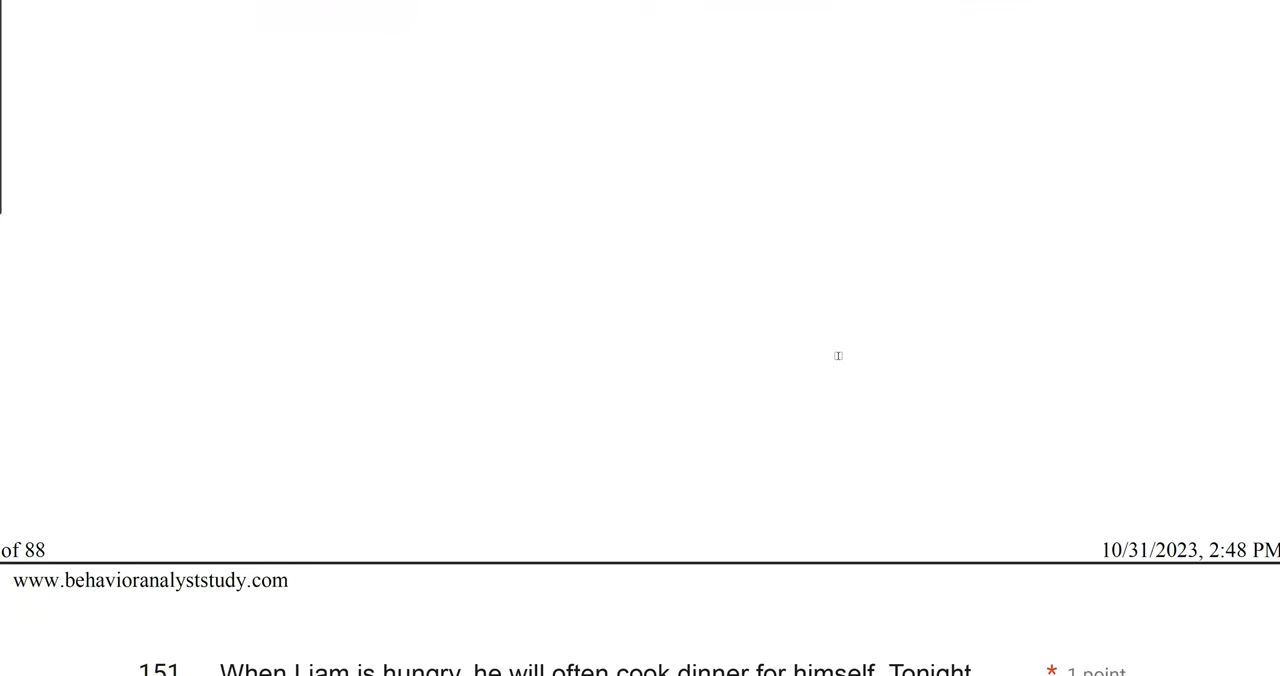 of 88
10/31/2023, 2:48 PM
www.behavioranalyststudy.com
151 When Liam is hungry, he will often cook dinner for himself. Tonight * 1 point